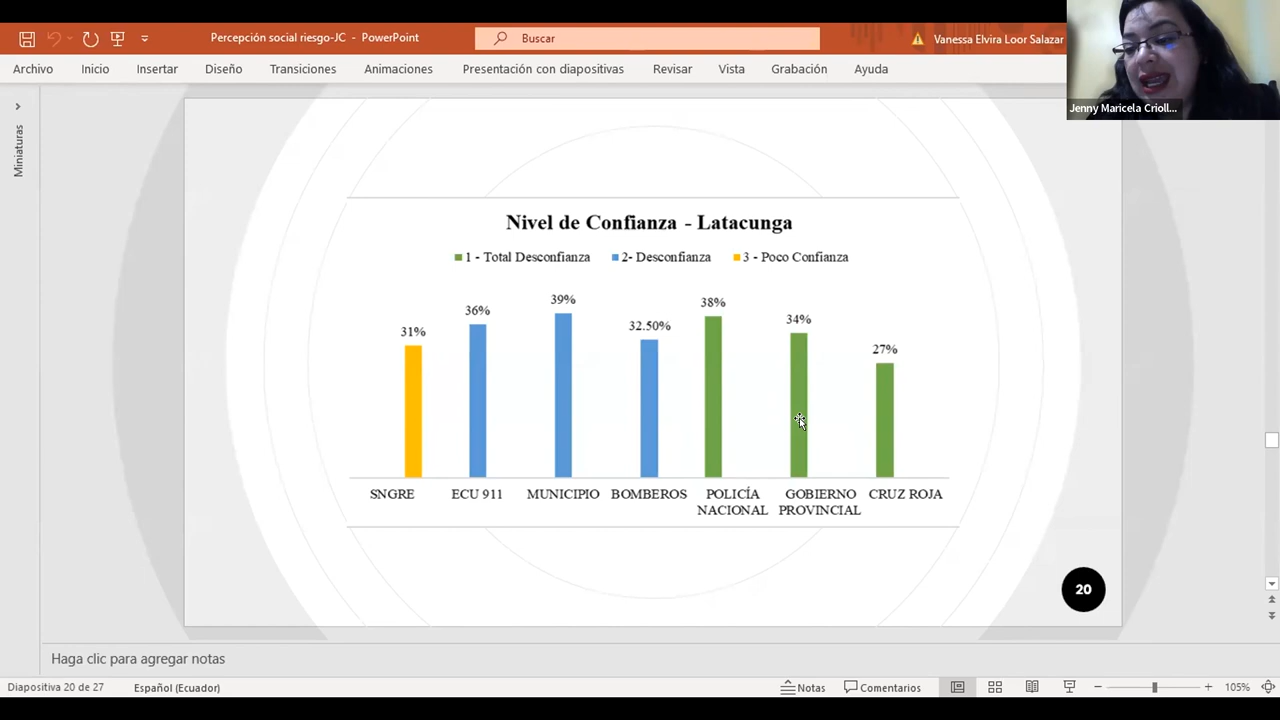 Percepción social riesgo-JC - PowerPoint
Buscar
Vanessa Elvira Loor Salazar
Archivo Inicio Insertar Diseño Transiciones Animaciones Presentación con diapositivas Revisar Vista Grabación Ayuda
Jenny Maricela Crioll...
Miniaturas
Nivel de Confianza - Latacunga
1 - Total Desconfianza 2- Desconfianza 3 - Poco Confianza
31% 36% 39% 32.50% 38% 34% 27%
SNGRE ECU 911 MUNICIPIO BOMBEROS POLICÍA NACIONAL GOBIERNO PROVINCIAL CRUZ ROJA
20
Haga clic para agregar notas
Diapositiva 20 de 27 Español (Ecuador) Notas Comentarios 105%